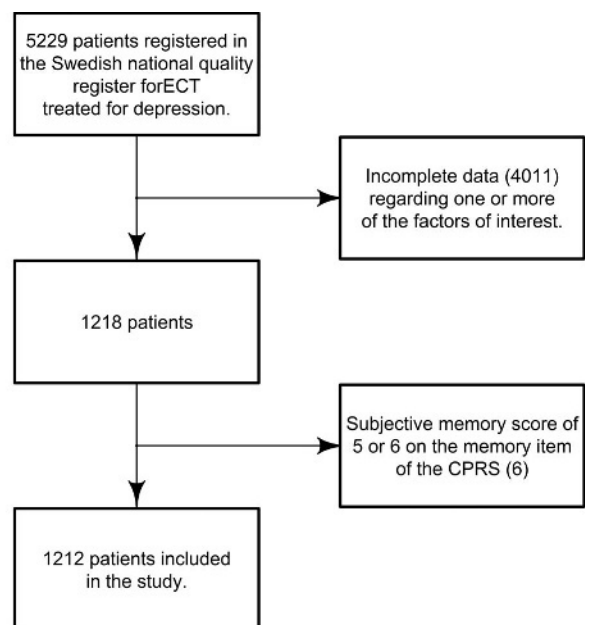 5229 patients registered in
the Swedish national quality
register forECT
treated for depression.
Incomplete data (4011)
regarding one or more
of the factors of interest.
1218 patients
Subjective memory score of
5 or 6 on the memory item
of the CPRS (6)
1212 patients included
in the study.